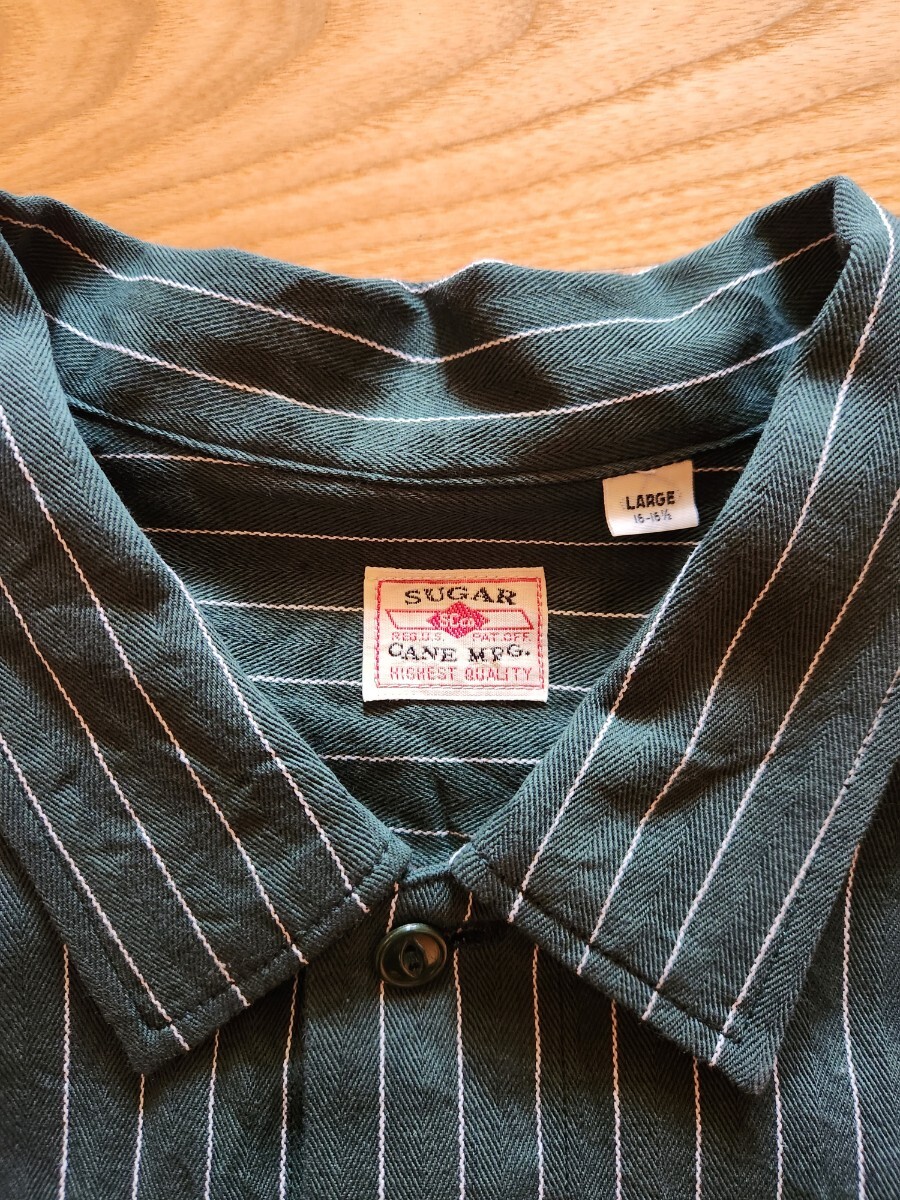 LARGE
16-16½
SUGAR
SCCo.
REG.U.S. PAT.OFF.
CANE MFG.
HIGHEST QUALITY